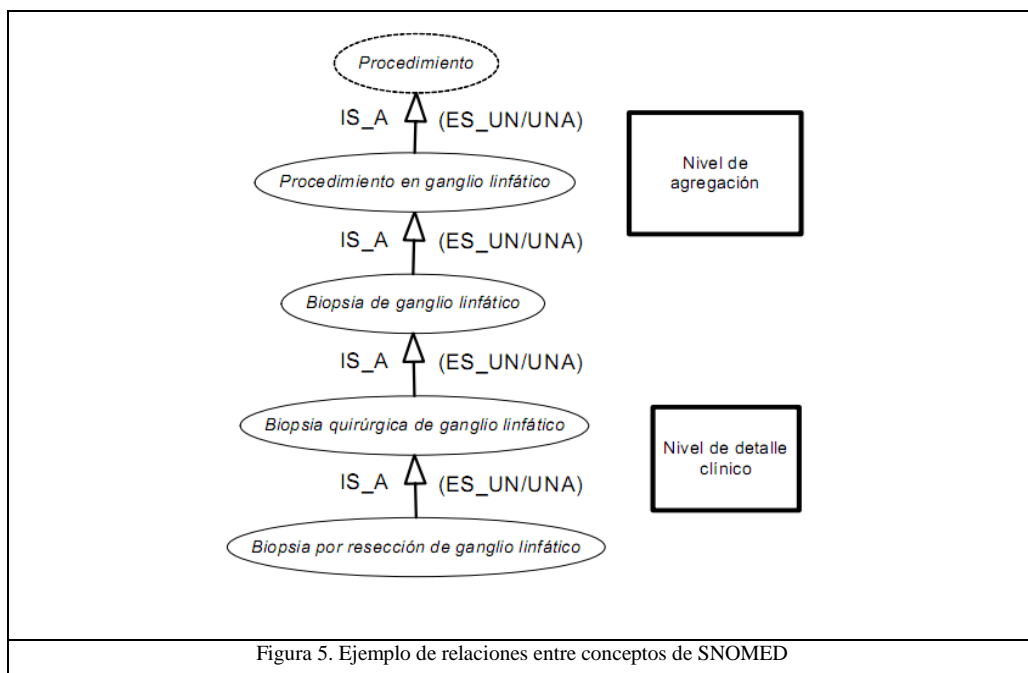 Procedimiento
IS_A (ES_UN/UNA)
Procedimiento en ganglio linfático
Nivel de
agregación
IS_A (ES_UN/UNA)
Biopsia de ganglio linfático
IS_A (ES_UN/UNA)
Biopsia quirúrgica de ganglio linfático
Nivel de detalle
clínico
IS_A (ES_UN/UNA)
Biopsia por resección de ganglio linfático
Figura 5. Ejemplo de relaciones entre conceptos de SNOMED